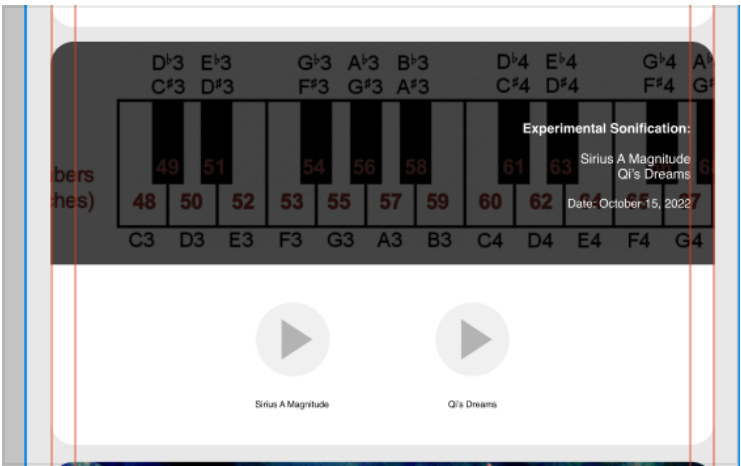 D♭3 E♭3 G♭3 A♭3 B♭3 D♭4 E♭4 G♭4 A♭
C♯3 D♯3 F♯3 G♯3 A♯3 C♯4 D♯4 F♯4 G♯
Experimental Sonification:
49 51 54 56 58 61 63
Sirius A Magnitude
Qi's Dreams
48 50 52 53 55 57 59 60 62
Date: October 15, 2022
C3 D3 E3 F3 G3 A3 B3 C4 D4 E4 F4 G4
Sirius A Magnitude
Qi's Dreams